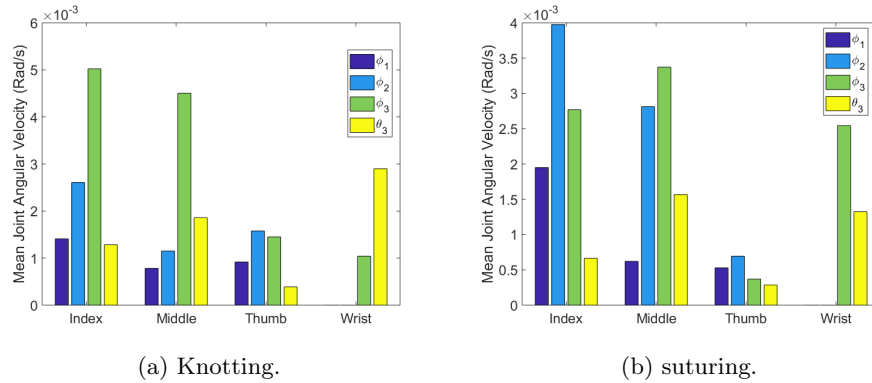 ×10⁻³
6
5
4
3
2
1
0
Mean Joint Angular Velocity (Rad/s)
ϕ₁
ϕ₂
ϕ₃
θ₃
Index Middle Thumb Wrist
(a) Knotting.
×10⁻³
4
3.5
3
2.5
2
1.5
1
0.5
0
Mean Joint Angular Velocity (Rad/s)
ϕ₁
ϕ₂
ϕ₃
θ₃
Index Middle Thumb Wrist
(b) suturing.